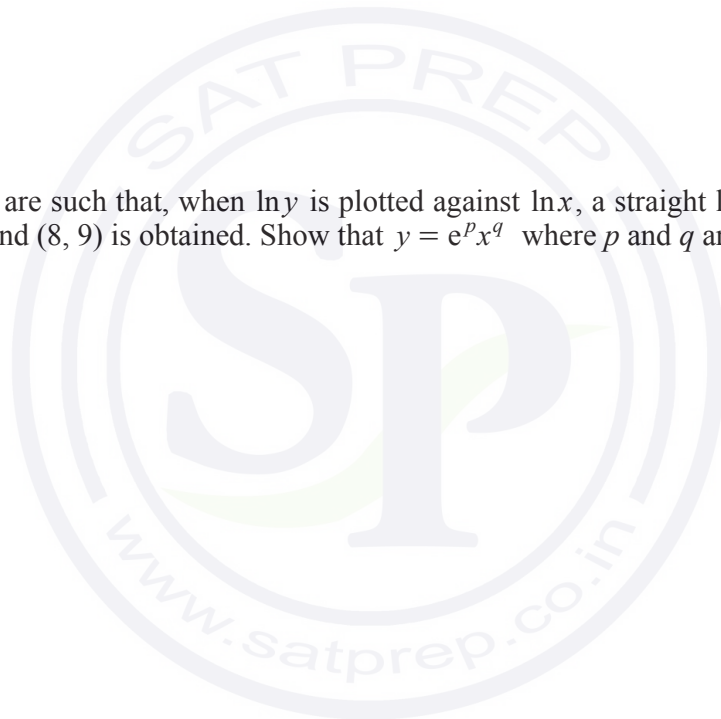 SAT PREP
are such that, when ln y is plotted against ln x, a straight
nd (8, 9) is obtained. Show that y = eᵖx^q where p and q
SP
www.satprep.co.in